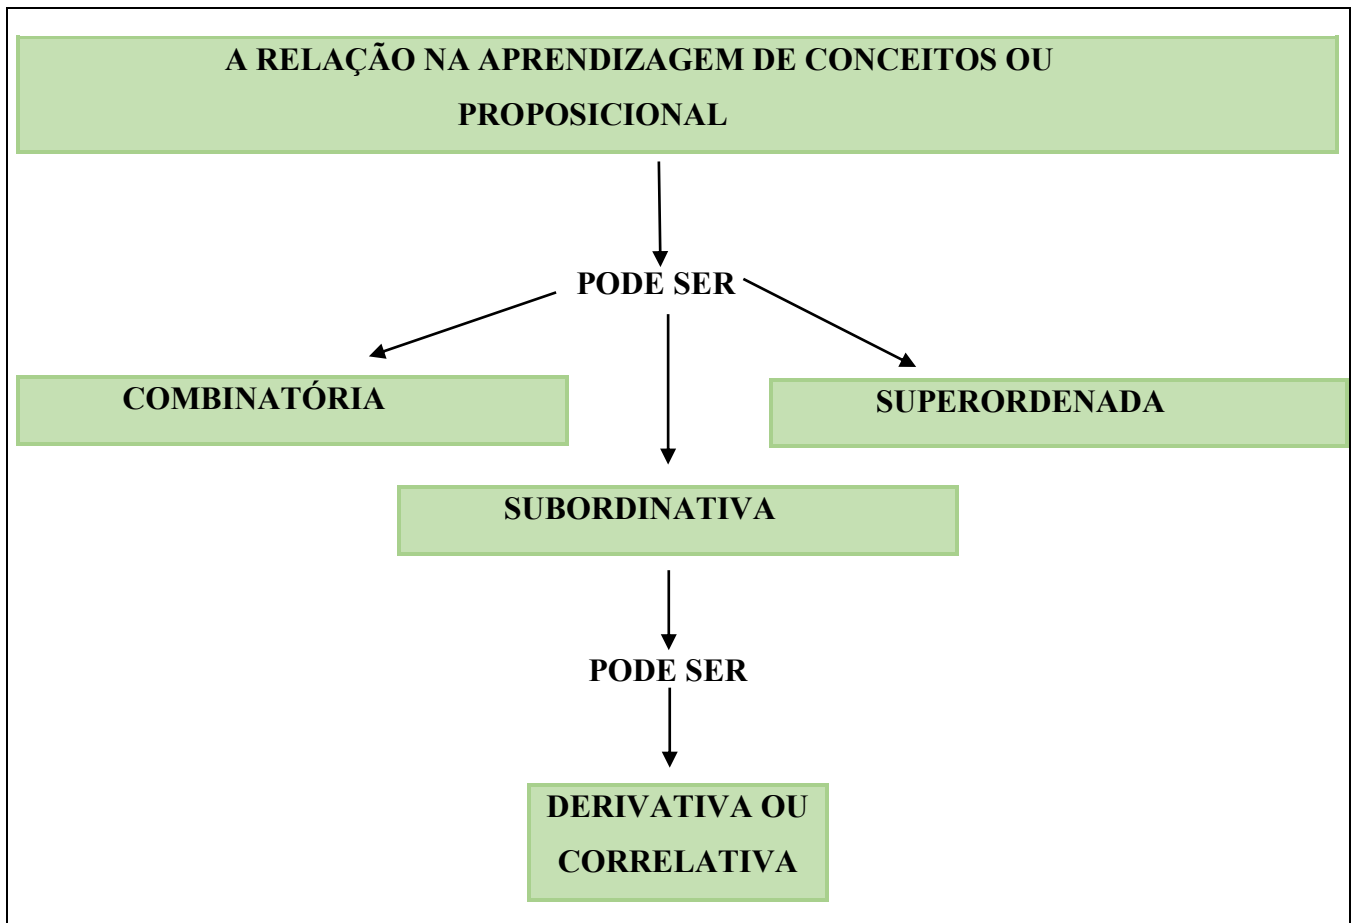 A RELAÇÃO NA APRENDIZAGEM DE CONCEITOS OU
PROPOSICIONAL
PODE SER
COMBINATÓRIA
SUPERORDENADA
SUBORDINATIVA
PODE SER
DERIVATIVA OU
CORRELATIVA